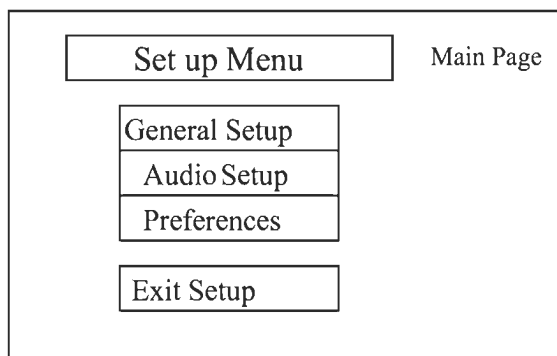 Set up Menu Main Page
General Setup
Audio Setup
Preferences
Exit Setup